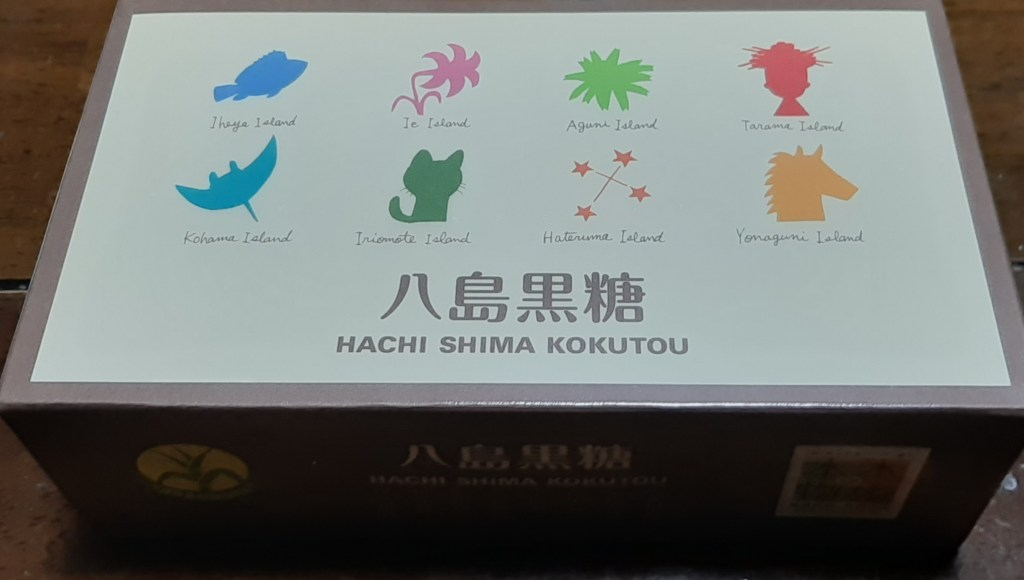 Iheya Island
Ie Island
Aguni Island
Tarama Island
Kohama Island
Iriomote Island
Hateruma Island
Yonaguni Island
八島黒糖
HACHI SHIMA KOKUTOU
八島黒糖
HACHI SHIMA KOKUTOU